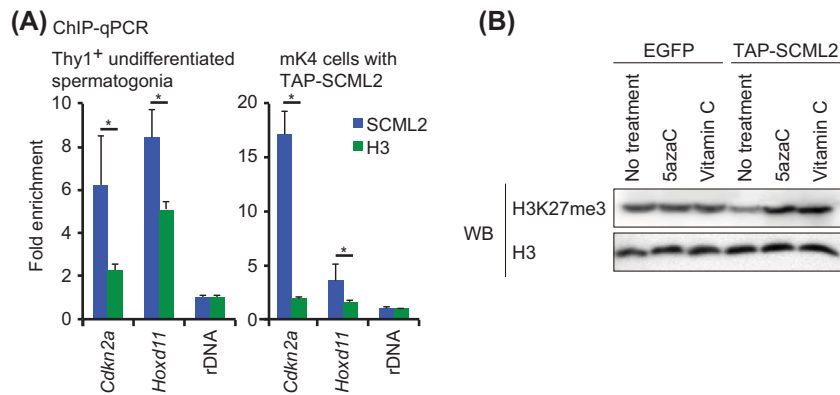 (A) ChIP-qPCR
Thy1+ undifferentiated
spermatogonia
mK4 cells with
TAP-SCML2
Fold enrichment
10
8
6
4
2
0
*
*
Cdkn2a
Hoxd11
rDNA
20
15
10
5
0
*
*
SCML2
H3
Cdkn2a
Hoxd11
rDNA
(B)
EGFP
TAP-SCML2
No treatment
5azaC
Vitamin C
No treatment
5azaC
Vitamin C
WB
H3K27me3
H3